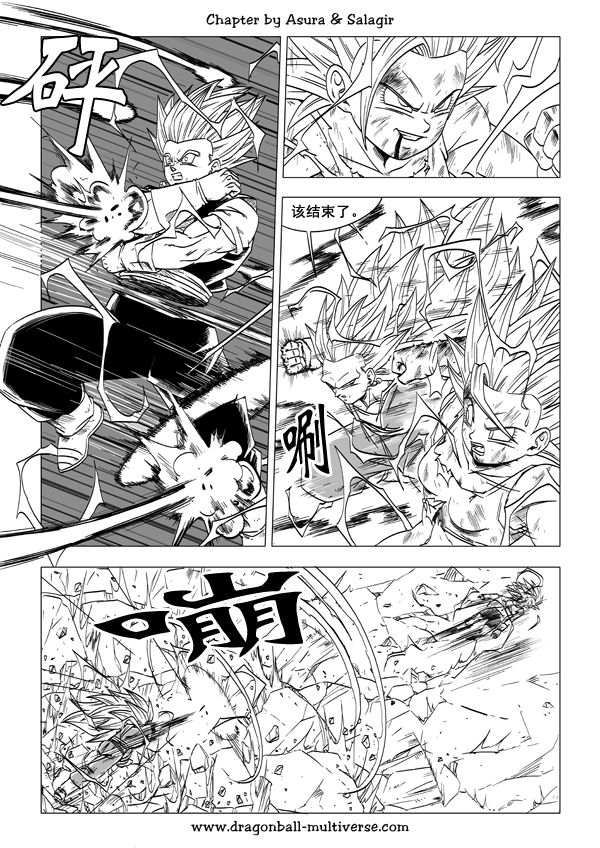 Chapter by Asura & Salagir
砰
该结束了。
唰
嘣
www.dragonball-multiverse.com